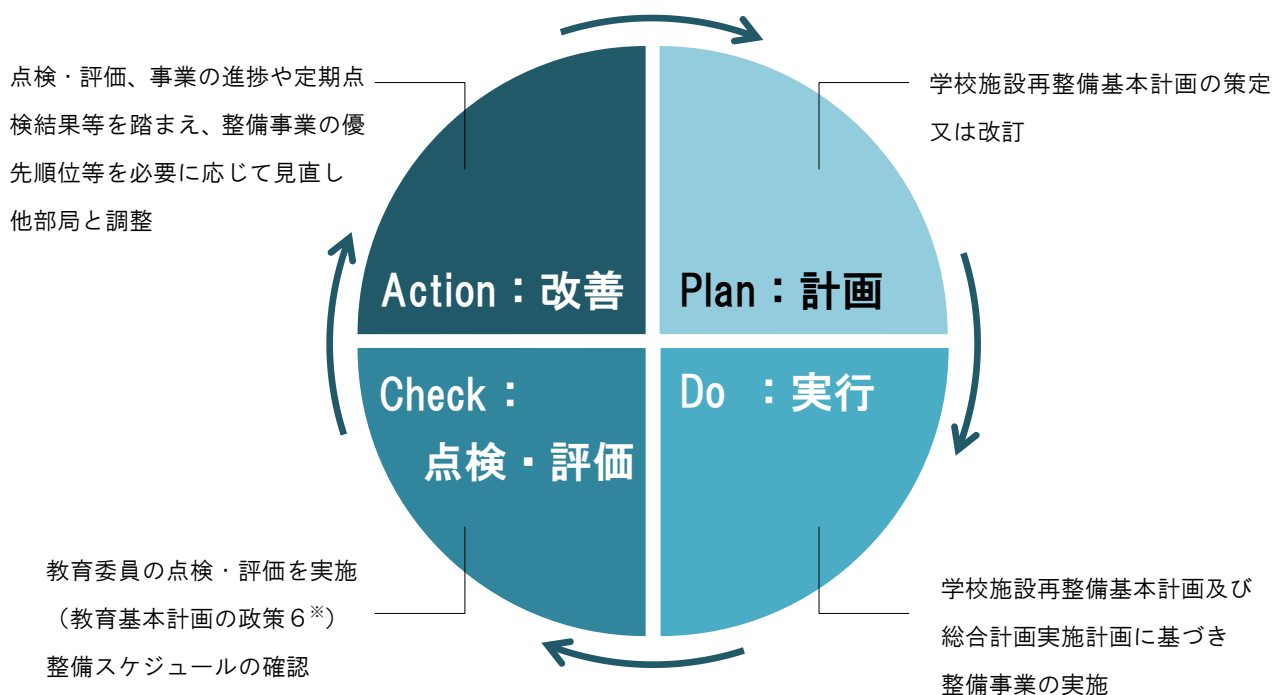 点検・評価、事業の進捗や定期点
検結果等を踏まえ、整備事業の優
先順位等を必要に応じて見直し
他部局と調整
学校施設再整備基本計画の策定
又は改訂
Action：改善
Plan：計画
Check：
点検・評価
Do ：実行
教育委員の点検・評価を実施
（教育基本計画の政策６※）
整備スケジュールの確認
学校施設再整備基本計画及び
総合計画実施計画に基づき
整備事業の実施